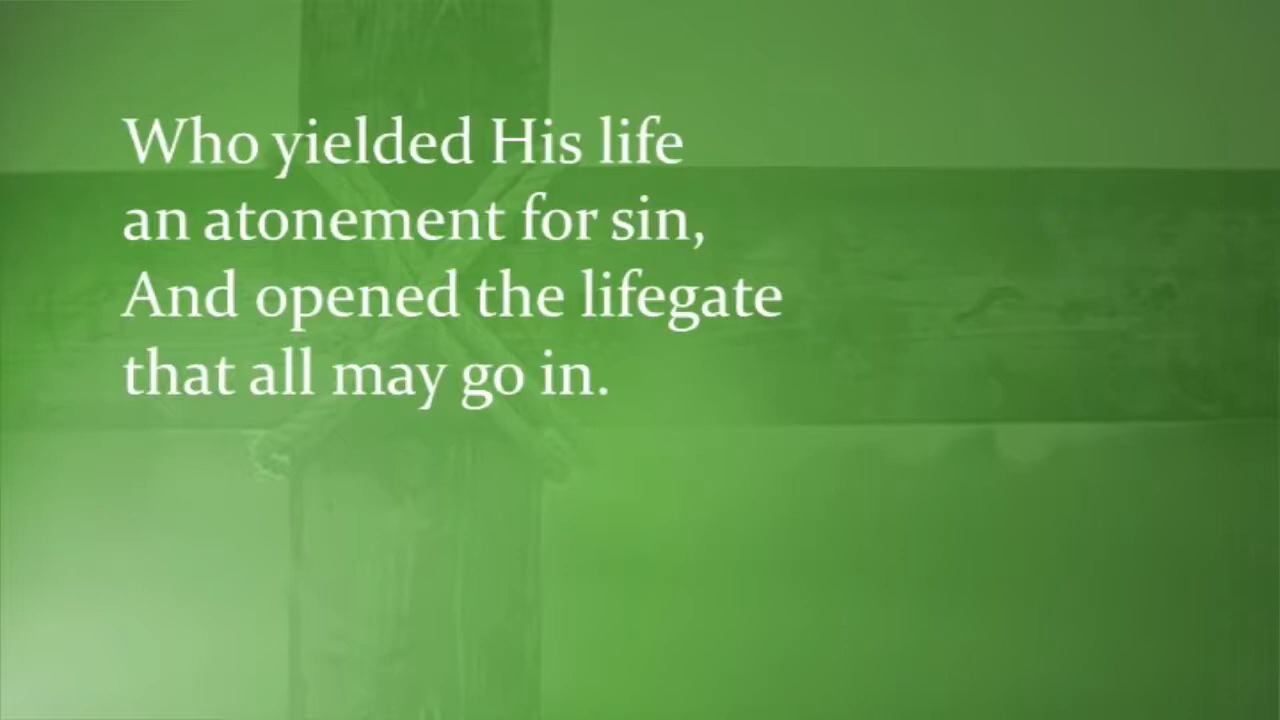 Who yielded His life
an atonement for sin,
And opened the lifegate
that all may go in.